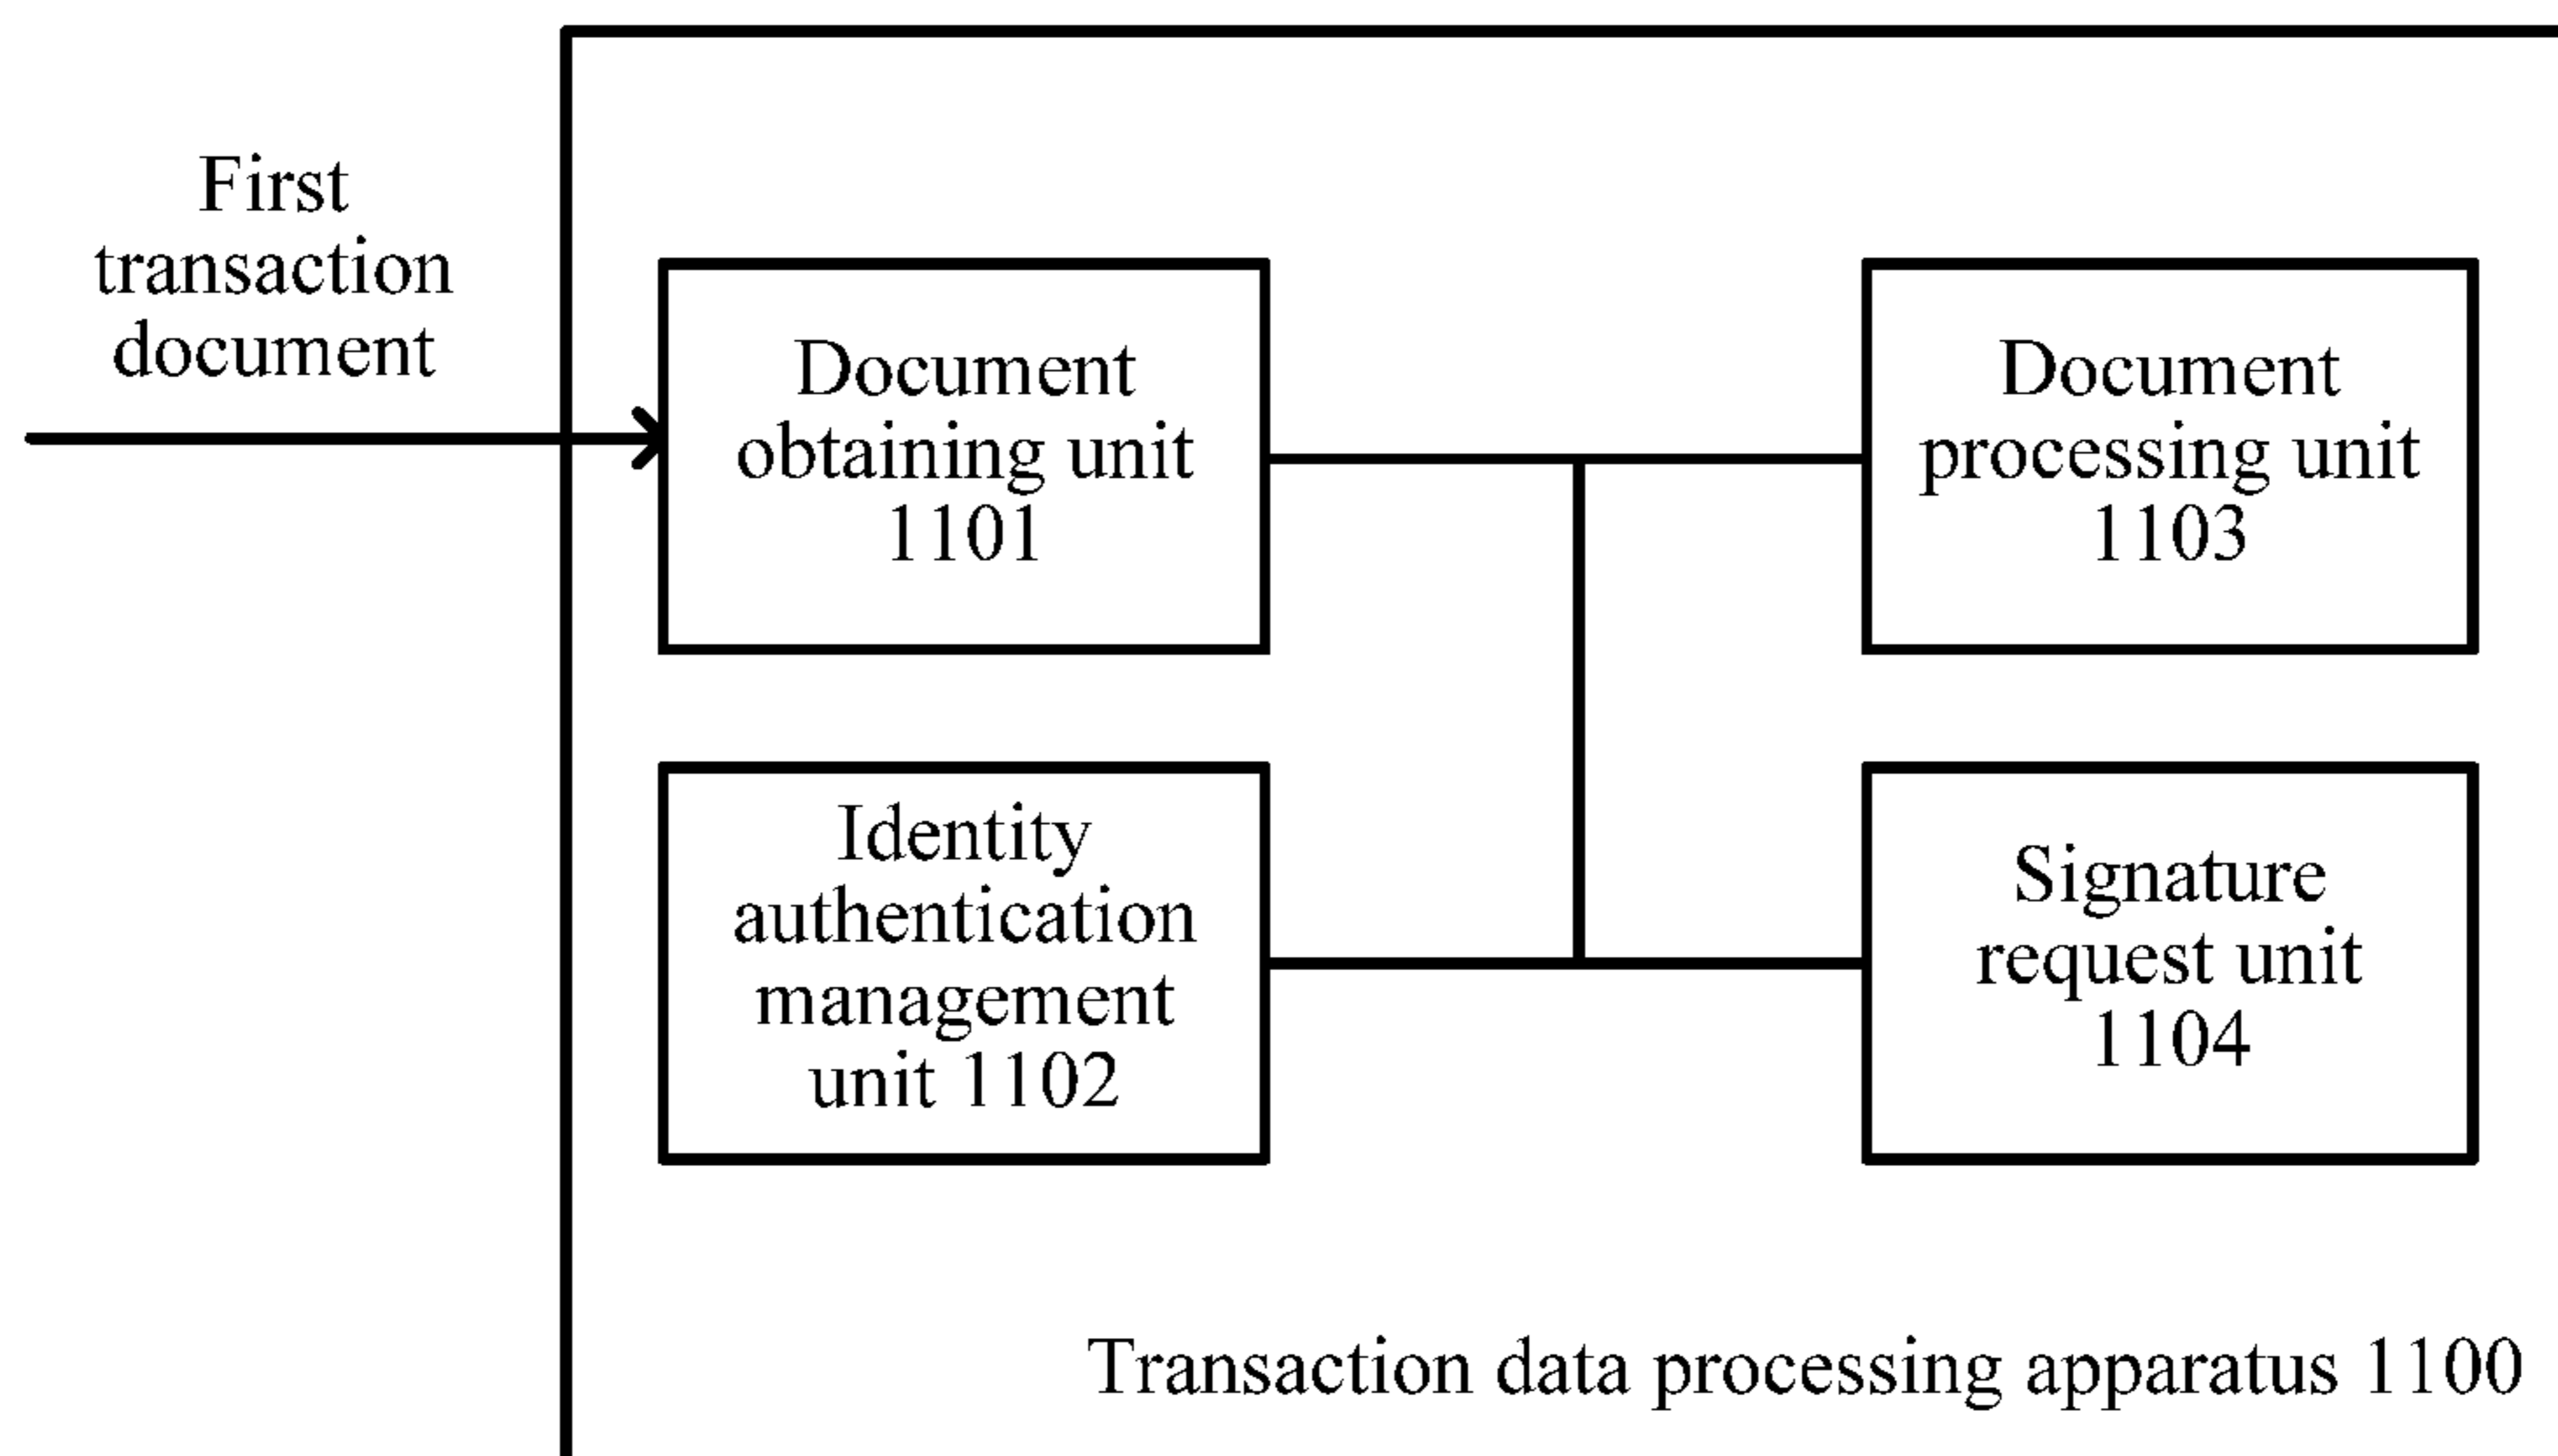 First
transaction
document
Document
obtaining unit
1101
Document
processing unit
1103
Identity
authentication
management
unit 1102
Signature
request unit
1104
Transaction data processing apparatus 1100